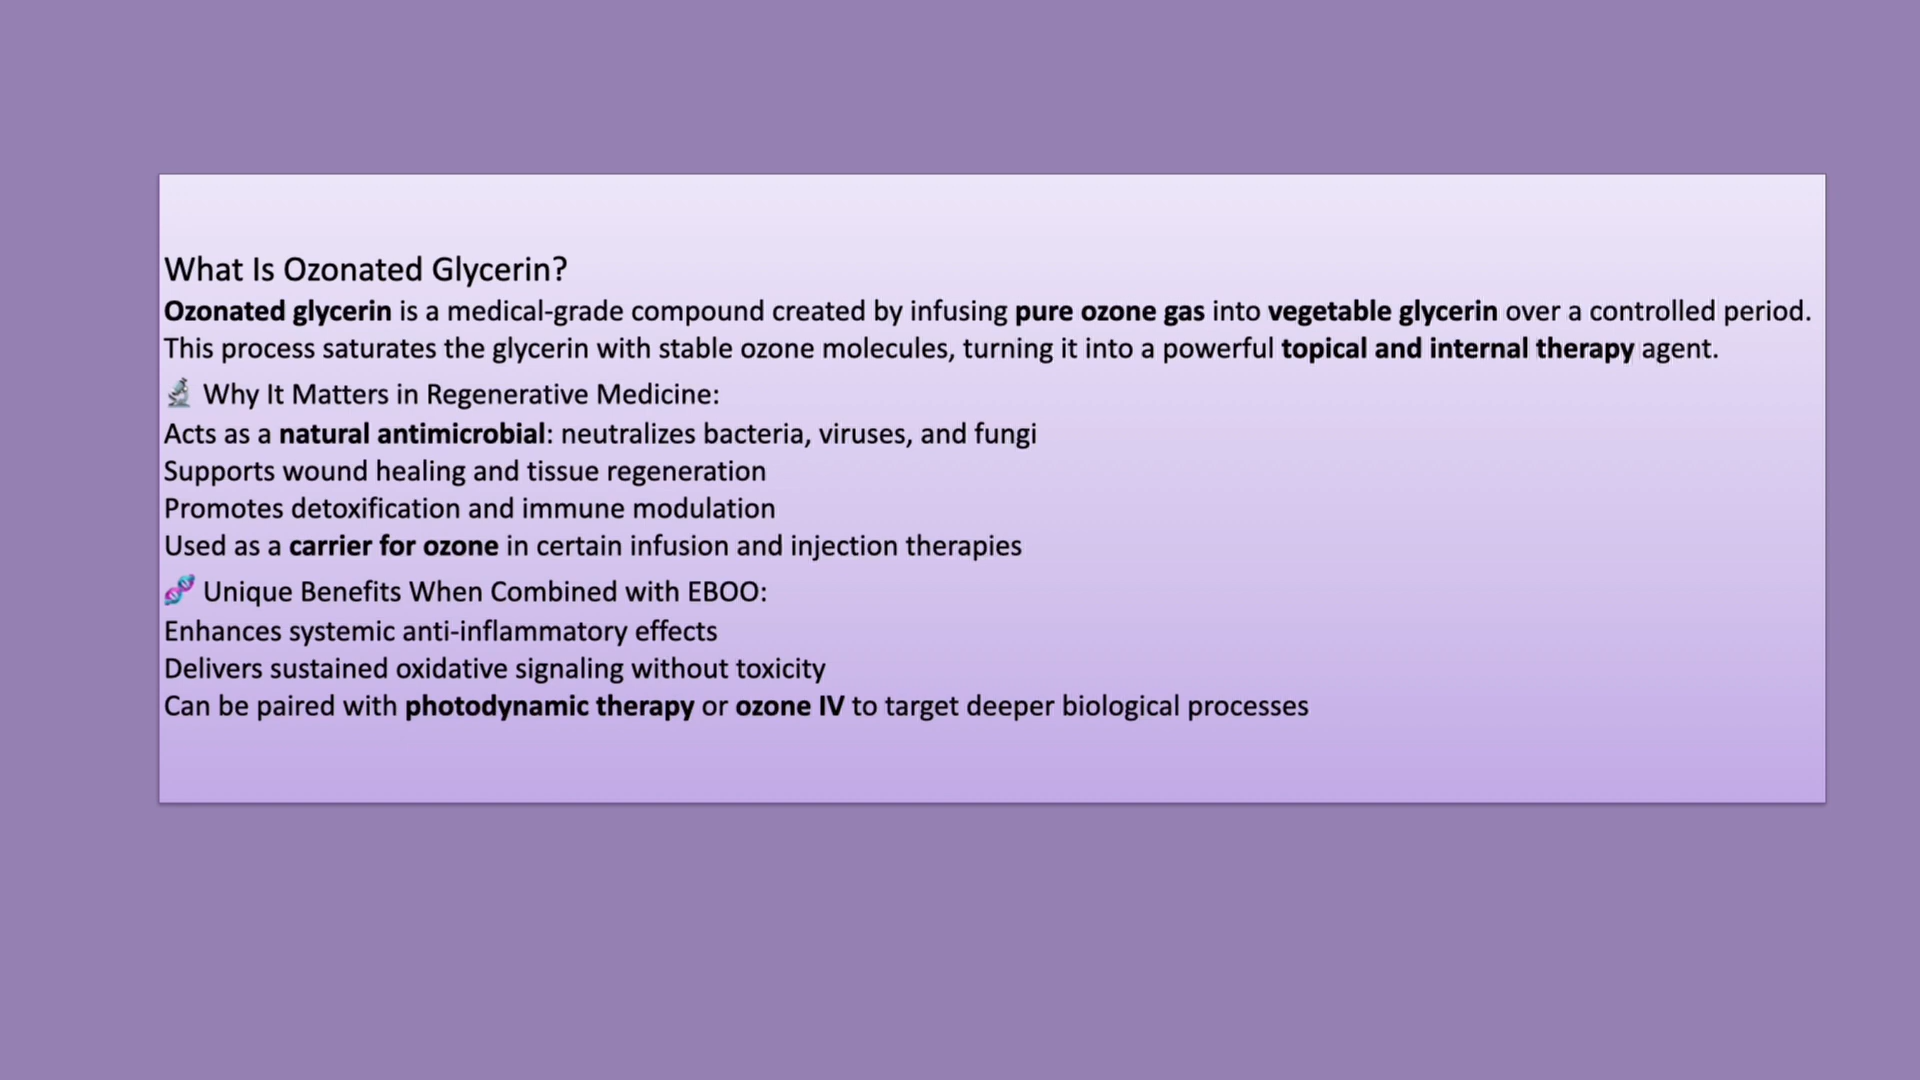 What Is Ozonated Glycerin?
Ozonated glycerin is a medical-grade compound created by infusing pure ozone gas into vegetable glycerin over a controlled period.
This process saturates the glycerin with stable ozone molecules, turning it into a powerful topical and internal therapy agent.
🔬 Why It Matters in Regenerative Medicine:
Acts as a natural antimicrobial: neutralizes bacteria, viruses, and fungi
Supports wound healing and tissue regeneration
Promotes detoxification and immune modulation
Used as a carrier for ozone in certain infusion and injection therapies
🧬 Unique Benefits When Combined with EBOO:
Enhances systemic anti-inflammatory effects
Delivers sustained oxidative signaling without toxicity
Can be paired with photodynamic therapy or ozone IV to target deeper biological processes